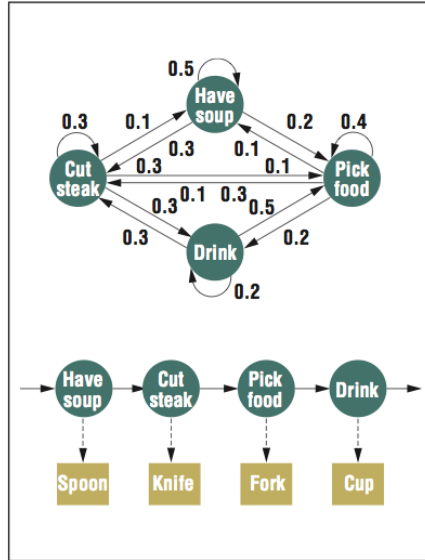 0.5
Have
soup
0.3
0.1
0.2
0.4
0.3
0.1
Cut
steak
0.3
0.1
Pick
food
0.1
0.3
0.3
0.5
0.3
0.2
Drink
0.2
Have
soup
Cut
steak
Pick
food
Drink
Spoon
Knife
Fork
Cup